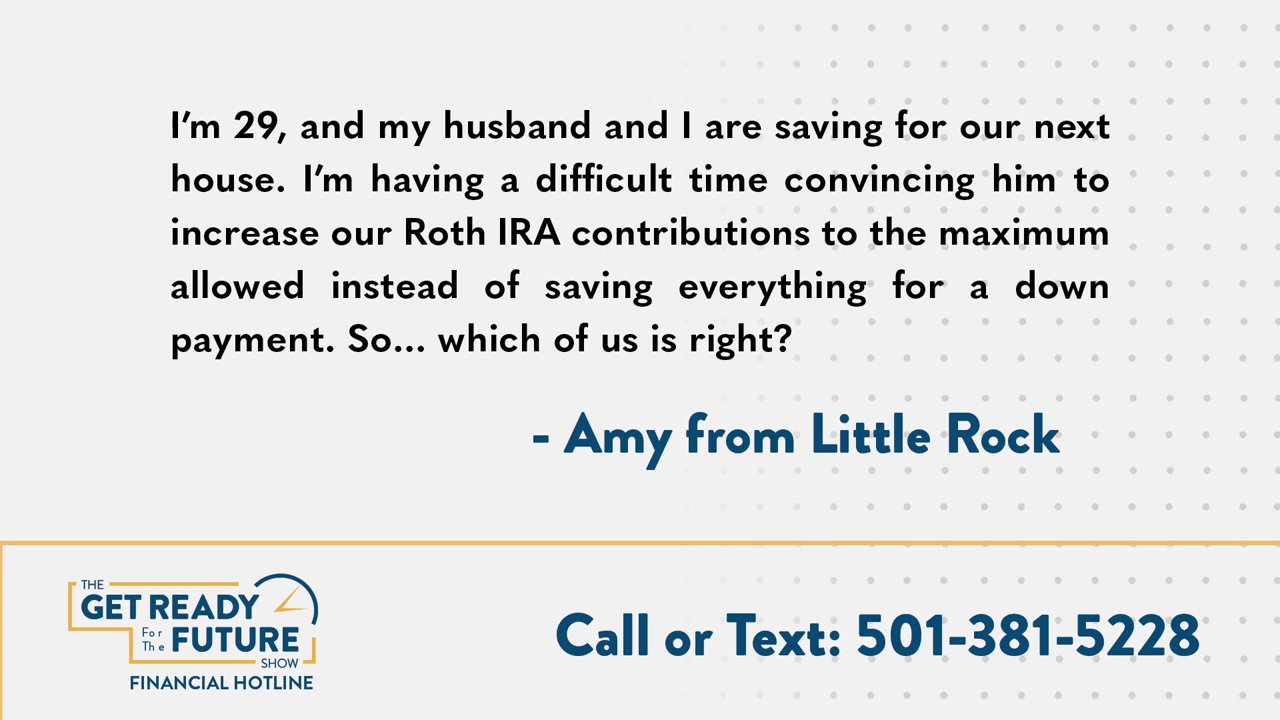 I'm 29, and my husband and I are saving for our next
house. I'm having a difficult time convincing him to
increase our Roth IRA contributions to the maximum
allowed instead of saving everything for a down
payment. So... which of us is right?
- Amy from Little Rock
THE
GET READY
For The FUTURE
SHOW
FINANCIAL HOTLINE
Call or Text: 501-381-5228